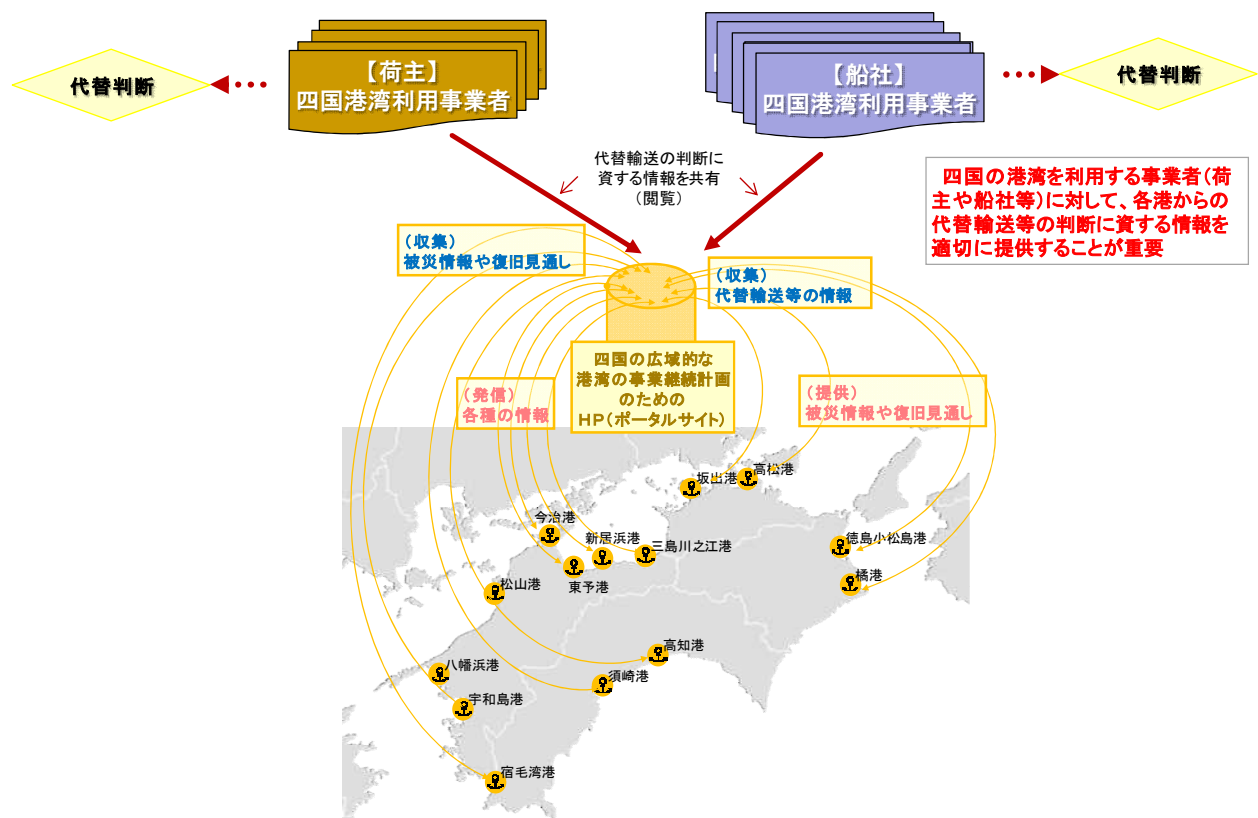 代替判断
【荷主】
四国港湾利用事業者
【船社】
四国港湾利用事業者
代替判断
代替輸送の判断に
資する情報を共有
(閲覧)
四国の港湾を利用する事業者(荷
主や船社等)に対して、各港からの
代替輸送等の判断に資する情報を
適切に提供することが重要
(収集)
被災情報や復旧見通し
(収集)
代替輸送等の情報
四国の広域的な
港湾の事業継続計画
のための
HP(ポータルサイト)
(発信)
各種の情報
(提供)
被災情報や復旧見通し
坂出港
高松港
今治港
新居浜港
三島川之江港
東予港
徳島小松島港
橘港
松山港
高知港
八幡浜港
須崎港
宇和島港
宿毛湾港